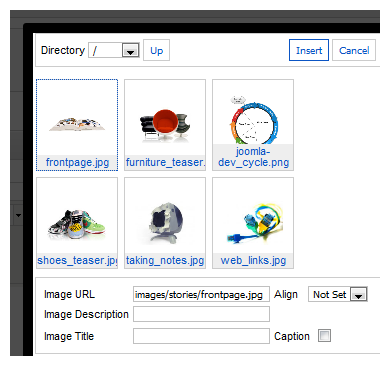 Directory / Up Insert Cancel
frontpage.jpg furniture_teaser. joomla-
dev_cycle.png
shoes_teaser.jpg taking_notes.jpg web_links.jpg
Image URL images/stories/frontpage.jpg Align Not Set
Image Description
Image Title Caption